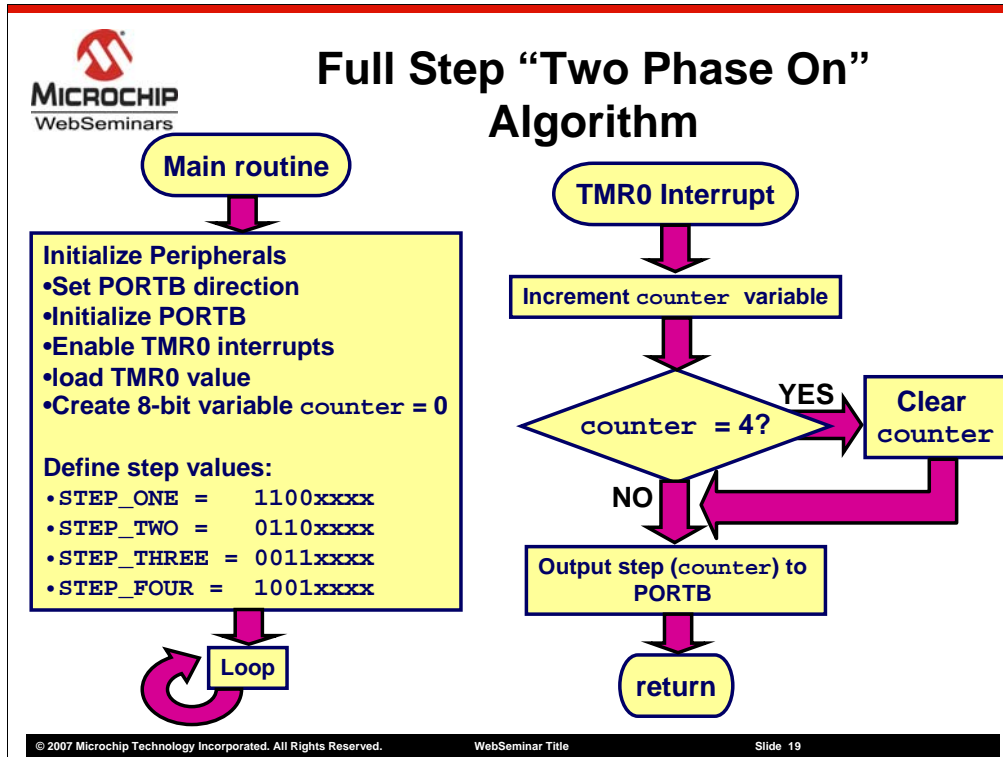 MICROCHIP
WebSeminars
Full Step “Two Phase On”
Algorithm
Main routine
Initialize Peripherals
•Set PORTB direction
•Initialize PORTB
•Enable TMR0 interrupts
•load TMR0 value
•Create 8-bit variable counter = 0
Define step values:
•STEP_ONE = 1100xxxx
•STEP_TWO = 0110xxxx
•STEP_THREE = 0011xxxx
•STEP_FOUR = 1001xxxx
Loop
TMR0 Interrupt
Increment counter variable
counter = 4?
YES
Clear
counter
NO
Output step (counter) to
PORTB
return
© 2007 Microchip Technology Incorporated. All Rights Reserved. WebSeminar Title Slide 19